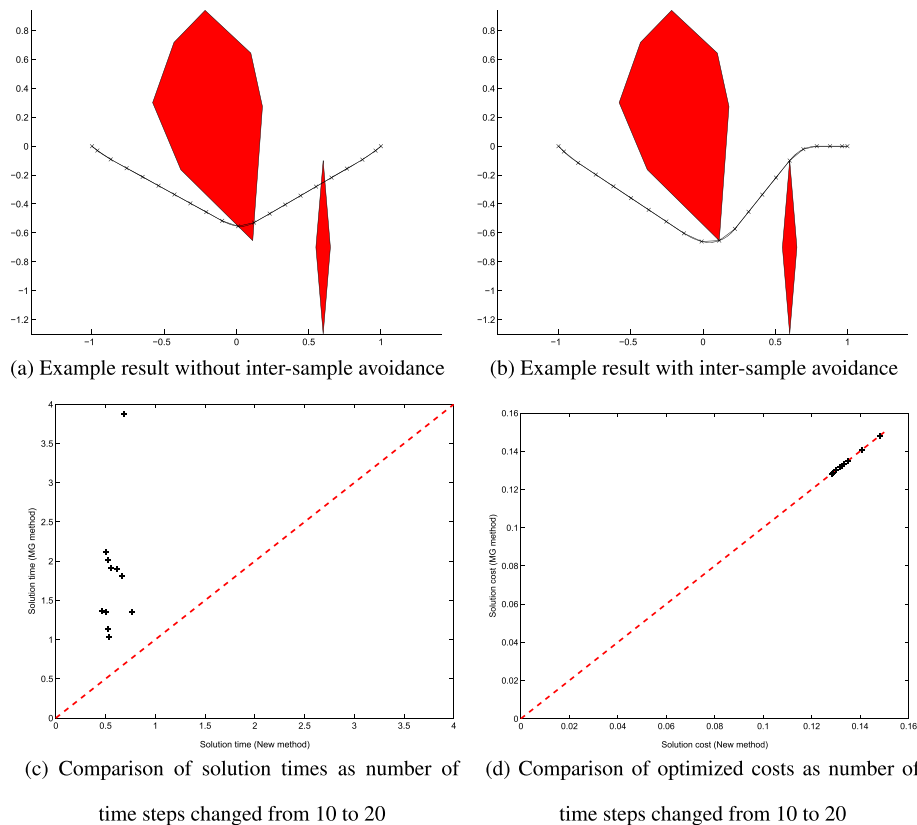 0.8
0.6
0.4
0.2
0
−0.2
−0.4
−0.6
−0.8
−1
−1.2
−1 −0.5 0 0.5 1
(a) Example result without inter-sample avoidance
0.8
0.6
0.4
0.2
0
−0.2
−0.4
−0.6
−0.8
−1
−1.2
−1 −0.5 0 0.5 1
(b) Example result with inter-sample avoidance
4
3.5
3
2.5
2
1.5
1
0.5
0
Solution time (MG method)
0 0.5 1 1.5 2 2.5 3 3.5 4
Solution time (New method)
(c) Comparison of solution times as number of
time steps changed from 10 to 20
0.16
0.14
0.12
0.1
0.08
0.06
0.04
0.02
0
Solution cost (MG method)
0 0.02 0.04 0.06 0.08 0.1 0.12 0.14 0.16
Solution cost (New method)
(d) Comparison of optimized costs as number of
time steps changed from 10 to 20